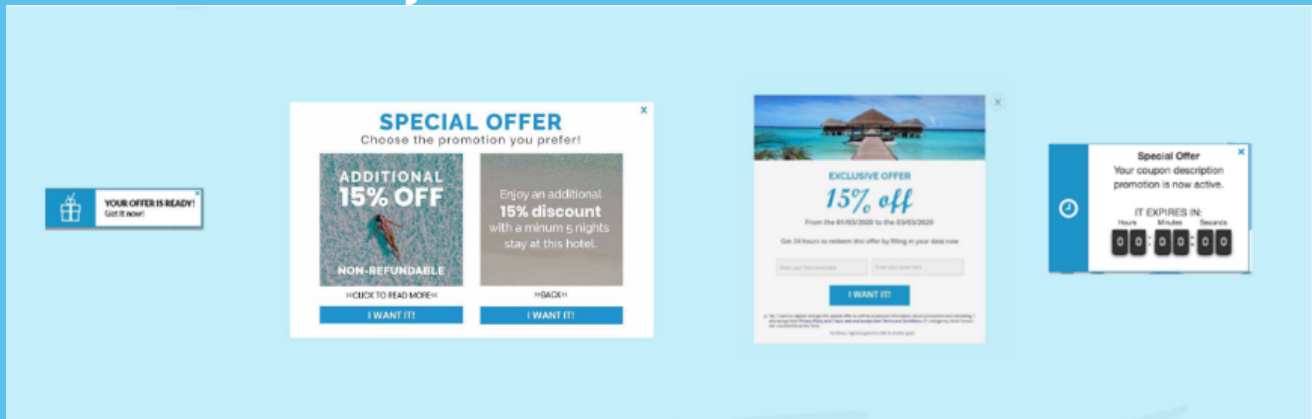 YOUR OFFER IS READY!
Get it now!
x
SPECIAL OFFER
Choose the promotion you prefer!
ADDITIONAL
15% OFF
NON-REFUNDABLE
››CLICK TO READ MORE‹‹
I WANT IT!
Enjoy an additional
15% discount
with a minum 5 nights
stay at this hotel.
››BACK‹‹
I WANT IT!
x
EXCLUSIVE OFFER
15% off
From the 01/03/2020 to the 03/03/2020
Get 24 hours to redeem this offer by filling in your data now
I WANT IT!
x
Special Offer
Your coupon description
promotion is now active.
IT EXPIRES IN:
Hours Minutes Seconds
0 0 : 0 0 : 0 0